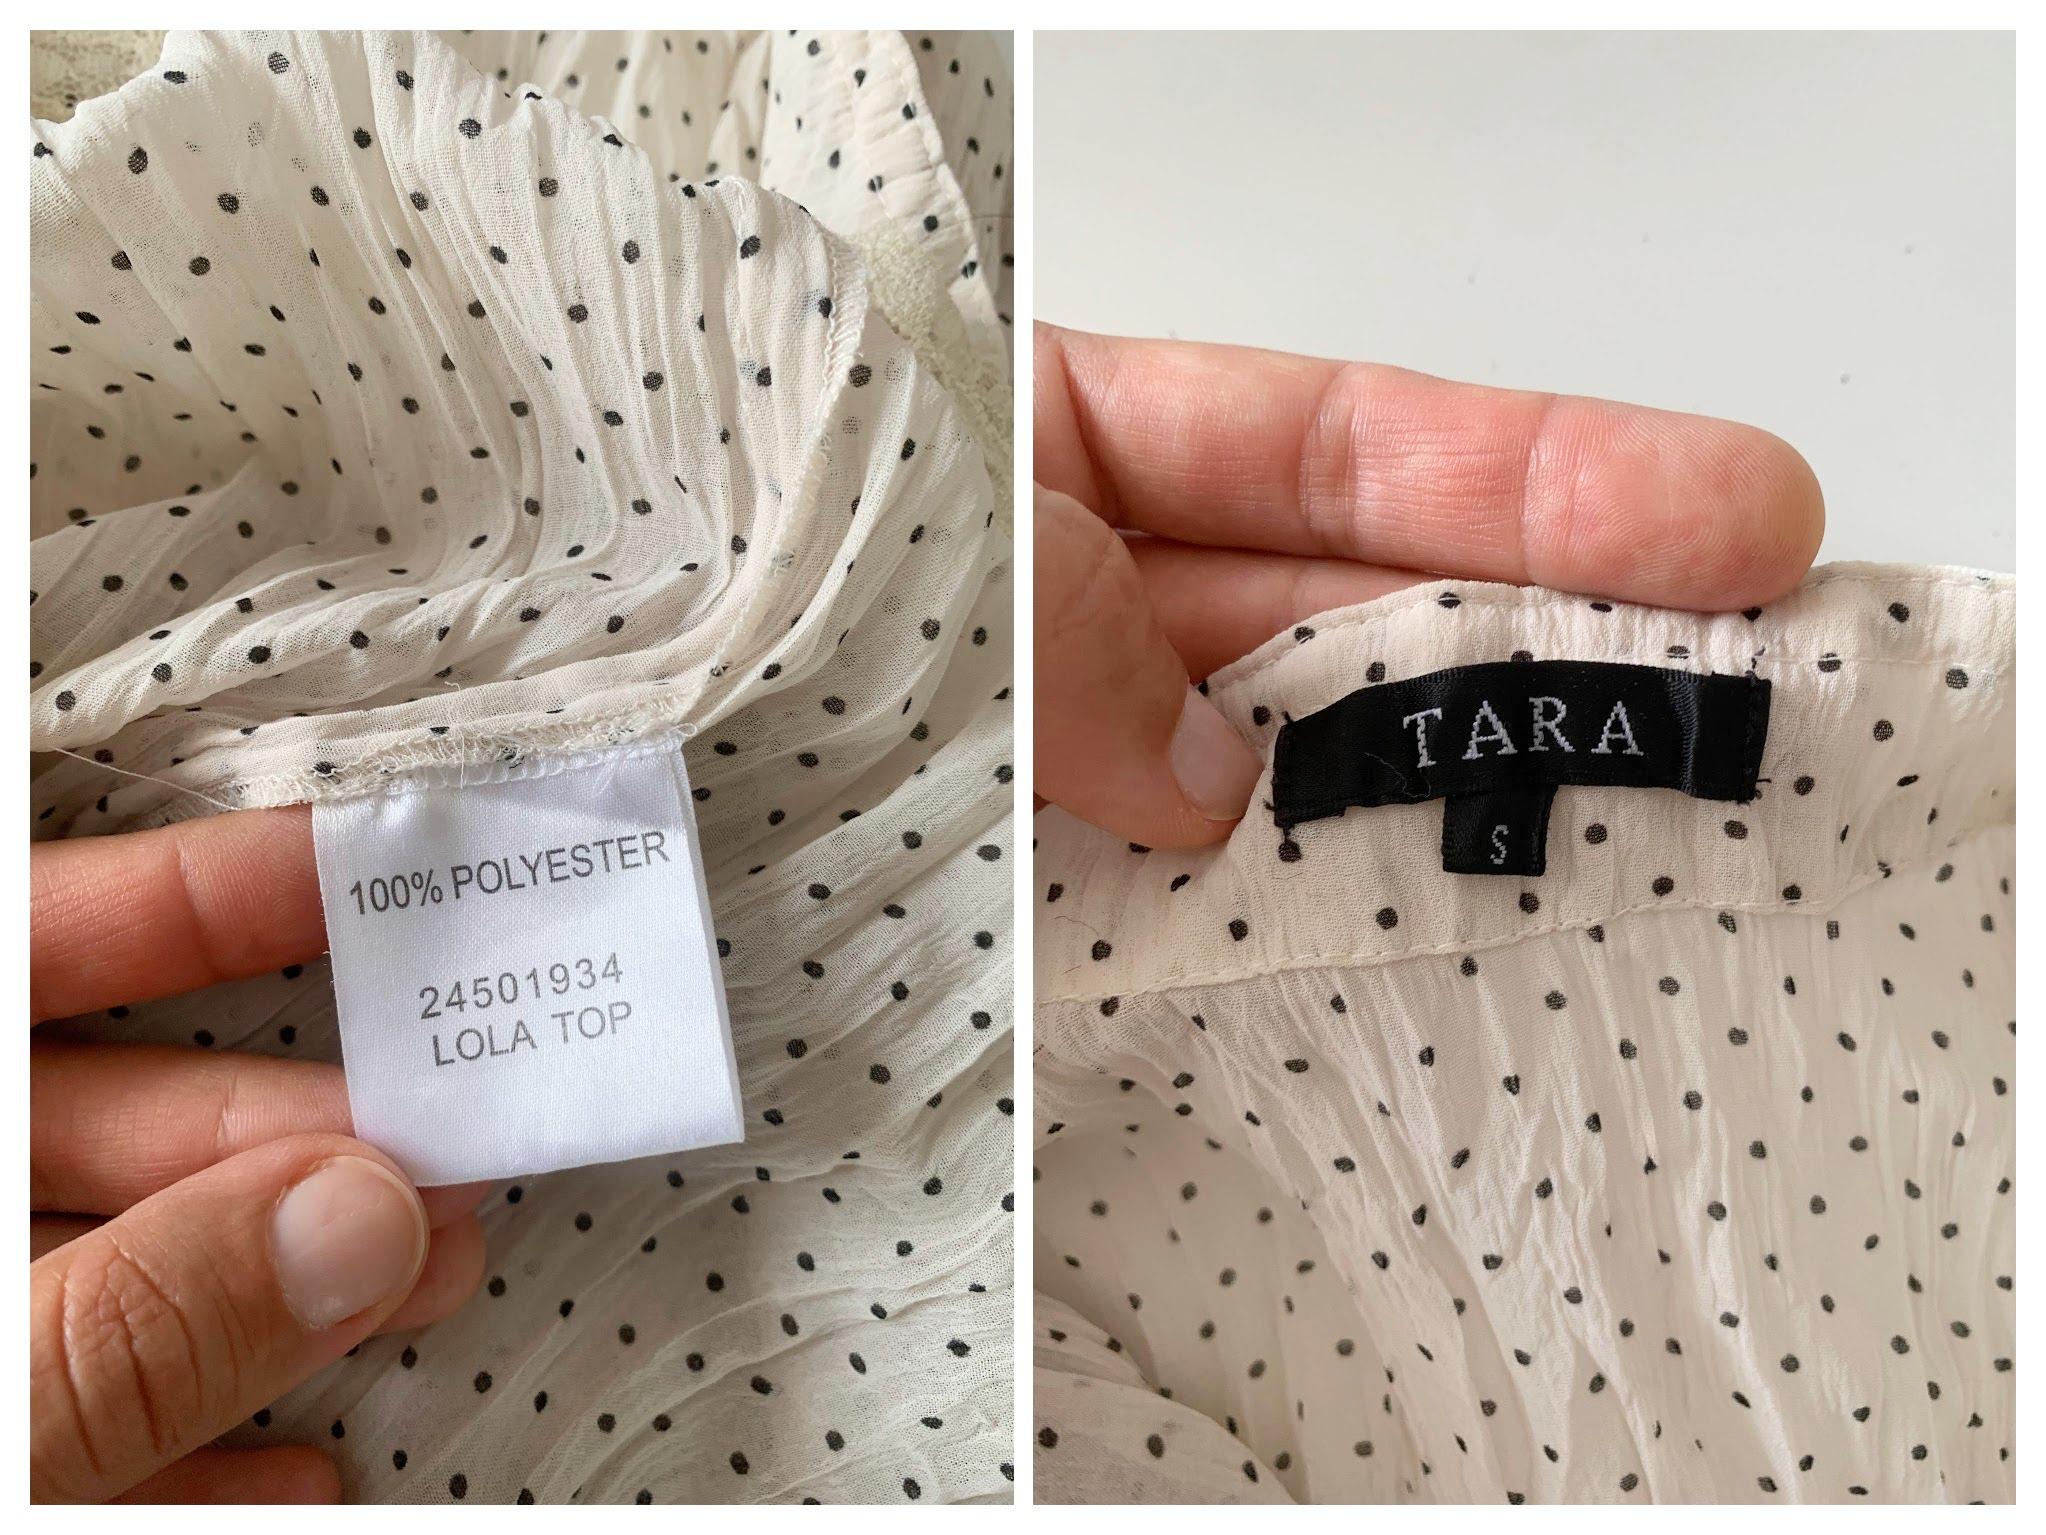 100% POLYESTER
24501934
LOLA TOP
TARA
S